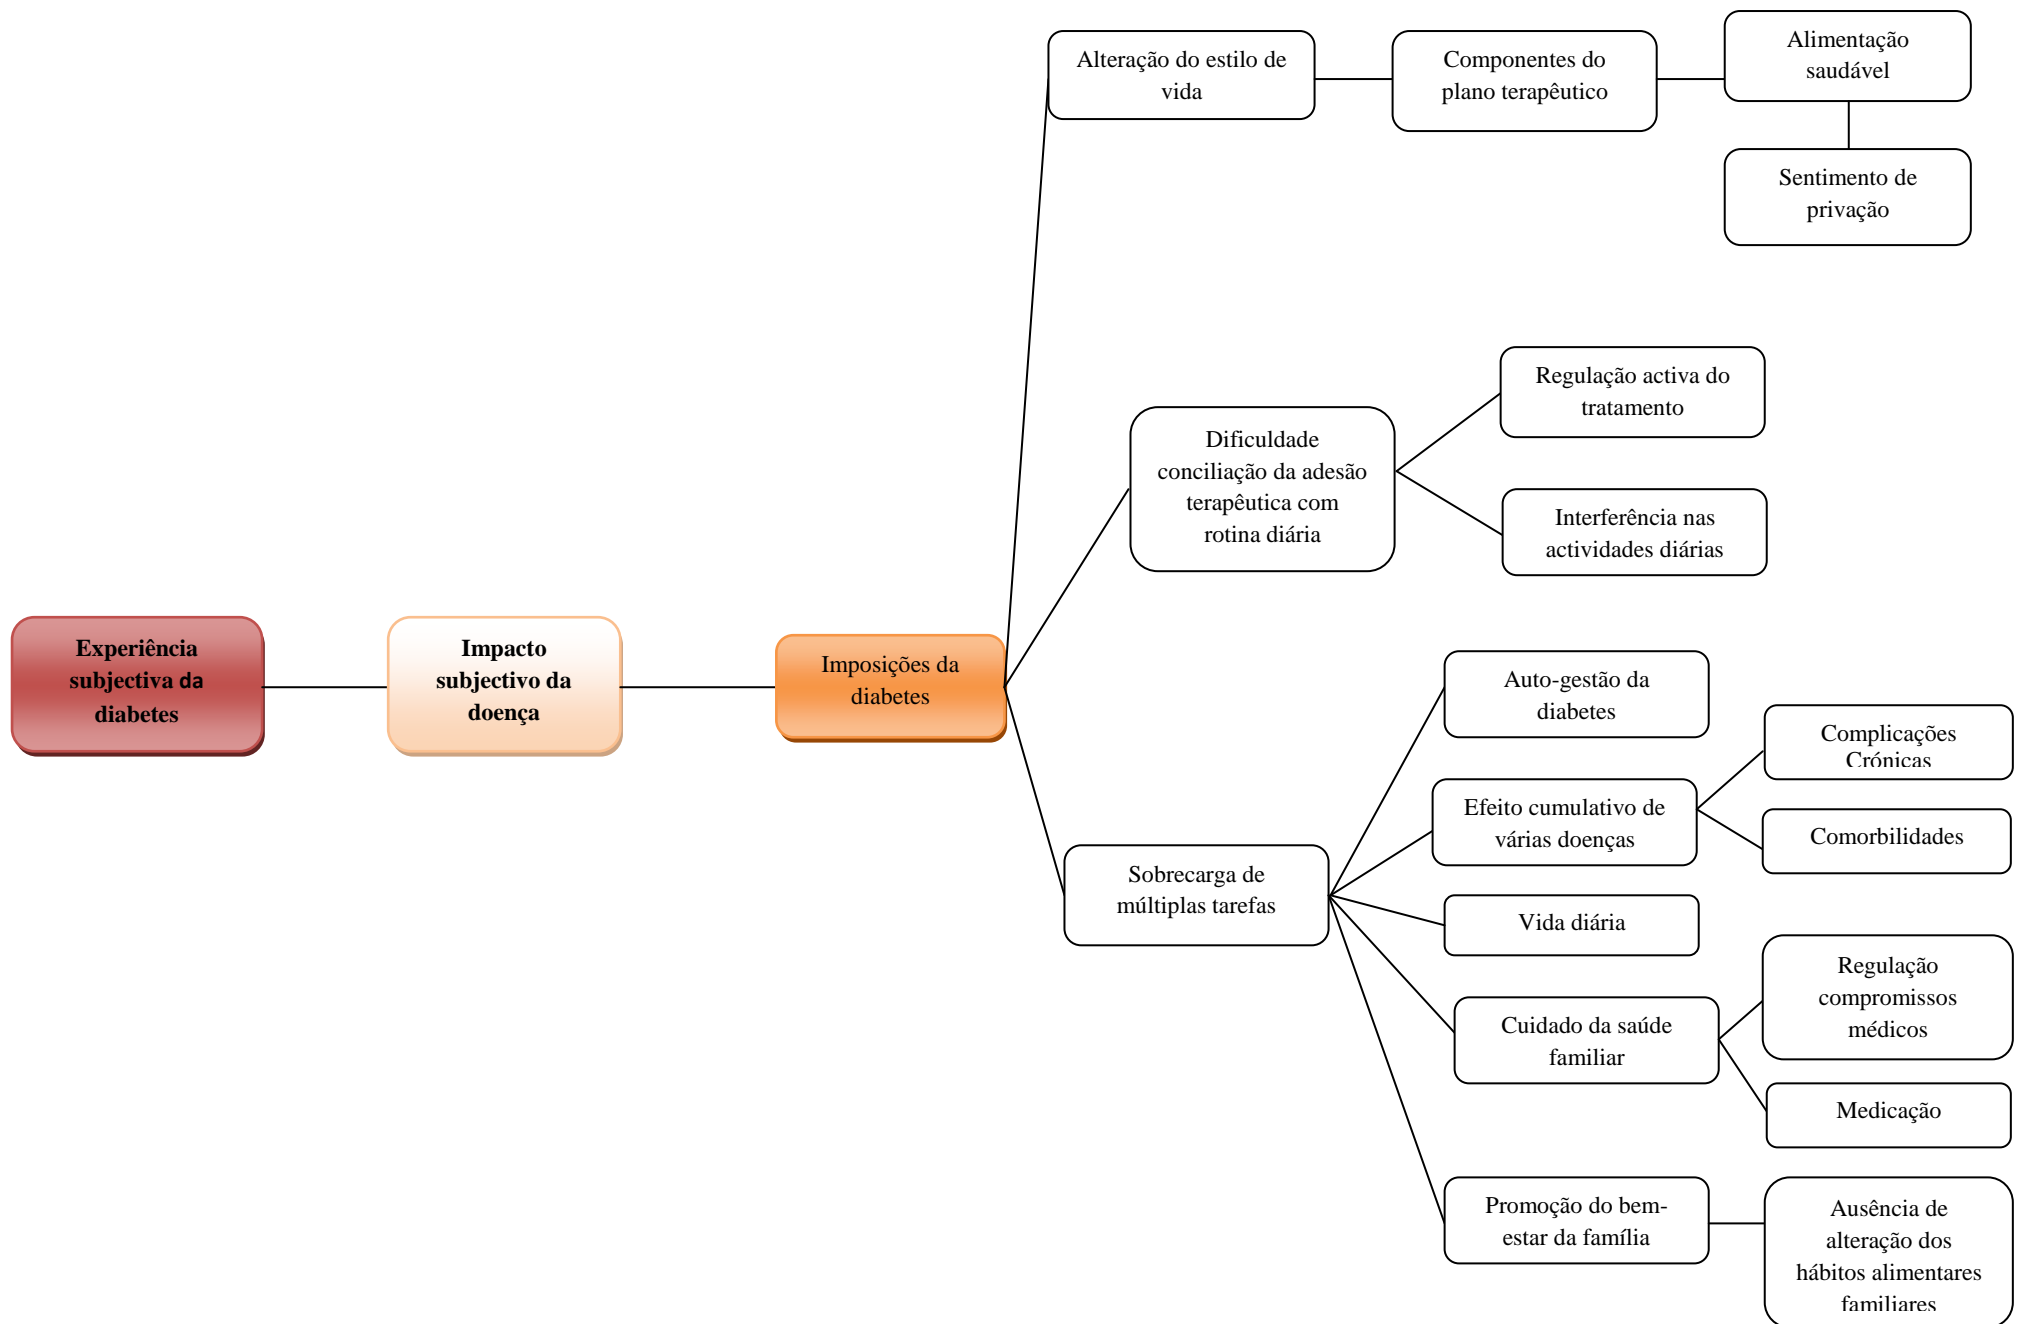 Alteração do estilo de
vida
Componentes do
plano terapêutico
Alimentação
saudável
Sentimento de
privação
Regulação activa do
tratamento
Dificuldade
conciliação da adesão
terapêutica com
rotina diária
Interferência nas
actividades diárias
Experiência
subjectiva da
diabetes
Impacto
subjectivo da
doença
Imposições da
diabetes
Auto-gestão da
diabetes
Complicações
Crónicas
Efeito cumulativo de
várias doenças
Comorbilidades
Sobrecarga de
múltiplas tarefas
Vida diária
Regulação
compromissos
médicos
Cuidado da saúde
familiar
Medicação
Promoção do bem-
estar da família
Ausência de
alteração dos
hábitos alimentares
familiares